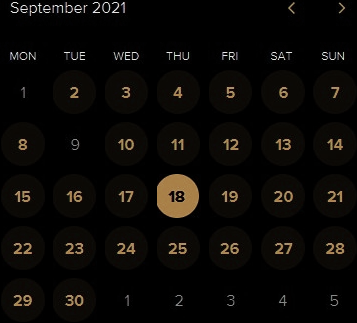 September 2021
MON TUE WED THU FRI SAT SUN
1 2 3 4 5 6 7
8 9 10 11 12 13 14
15 16 17 18 19 20 21
22 23 24 25 26 27 28
29 30 1 2 3 4 5